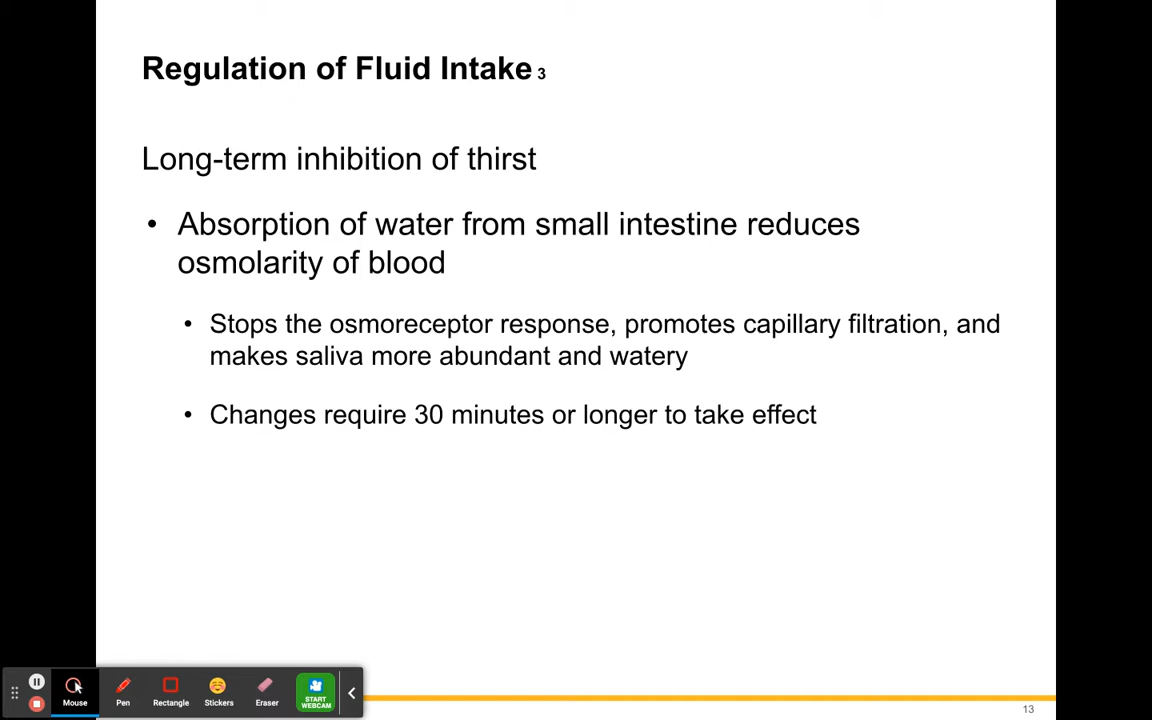 Regulation of Fluid Intake 3
Long-term inhibition of thirst
• Absorption of water from small intestine reduces
osmolarity of blood
• Stops the osmoreceptor response, promotes capillary filtration, and
makes saliva more abundant and watery
• Changes require 30 minutes or longer to take effect
Mouse Pen Rectangle Stickers Eraser START
WEBCAM
13